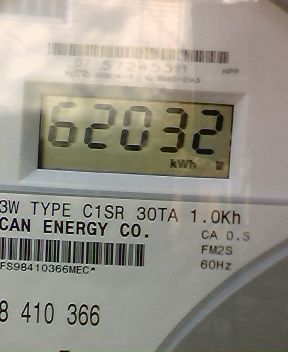 62032
kWh
3W TYPE C1SR 30TA 1.0Kh
CAN ENERGY CO.
CA 0.5
FM2S
60Hz
FS98410366MEC*
8 410 366